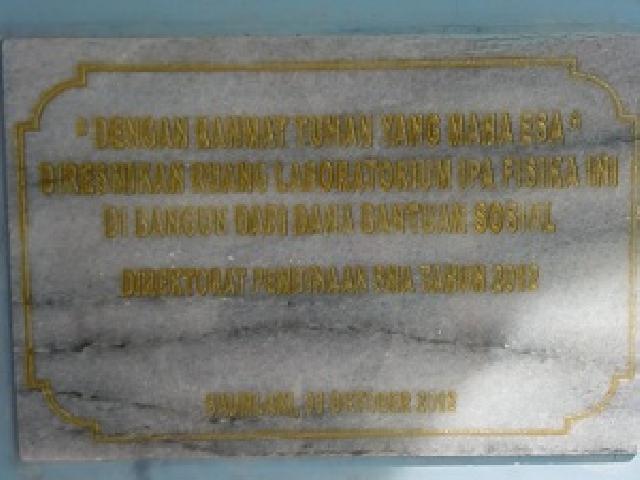 " DENGAN RAHMAT TUHAN YANG MAHA ESA "
DIRESMIKAN RUANG LABORATORIUM IPA FISIKA INI
DI BANGUN DARI DANA BANTUAN SOSIAL
DIREKTORAT PEMBINAAN SMA TAHUN 2012
OKTOBER 2012